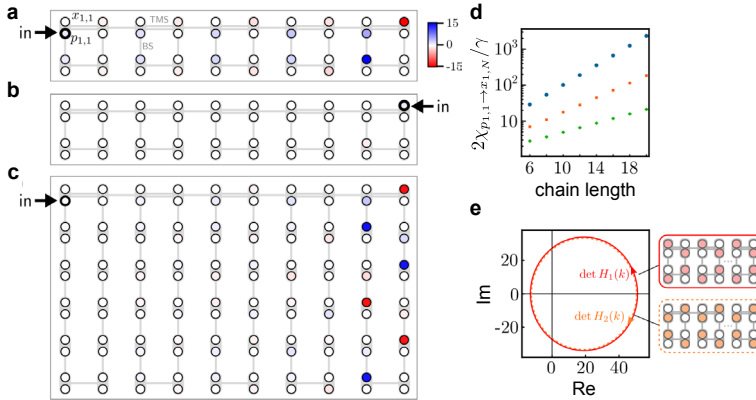 a
x₁,₁
TMS
in
p₁,₁
BS
15
0
-15
b
in
c
in
d
2χp₁,₁→x₁,N/γ
10³
10²
10
1
6 10 14 18
chain length
e
20
0
-20
Im
det H₁(k)
det H₂(k)
0 20 40
Re
...
...